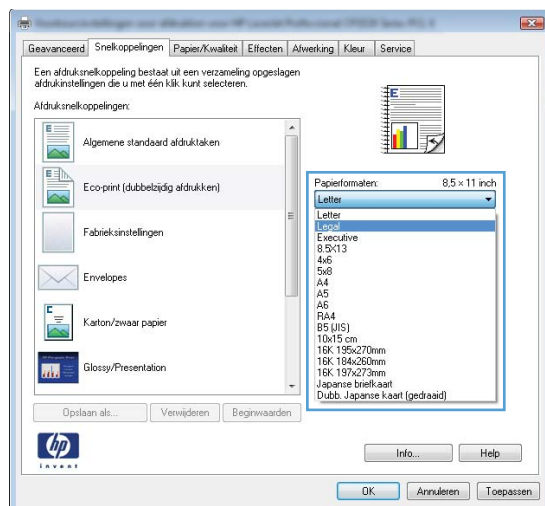 Geavanceerd Snelkoppelingen Papier/Kwaliteit Effecten Afwerking Kleur Service
Een afdruksnelkoppeling bestaat uit een verzameling opgeslagen
afdrukinstellingen die u met één klik kunt selecteren.
Afdruksnelkoppelingen:
Algemene standaard afdruktaken
Eco-print (dubbelzijdig afdrukken)
Fabrieksinstellingen
Envelopes
Karton/zwaar papier
Glossy/Presentation
Opslaan als... Verwijderen Beginwaarden
Papierformaten: 8,5 × 11 inch
Letter
Letter
Legal
Executive
8.5X13
4x6
5x8
A4
A5
A6
RA4
B5 (JIS)
10x15 cm
16K 195x270mm
16K 184x260mm
16K 197x273mm
Japanse briefkaart
Dubb. Japanse kaart (gedraaid)
hp
invent
Info... Help
OK Annuleren Toepassen